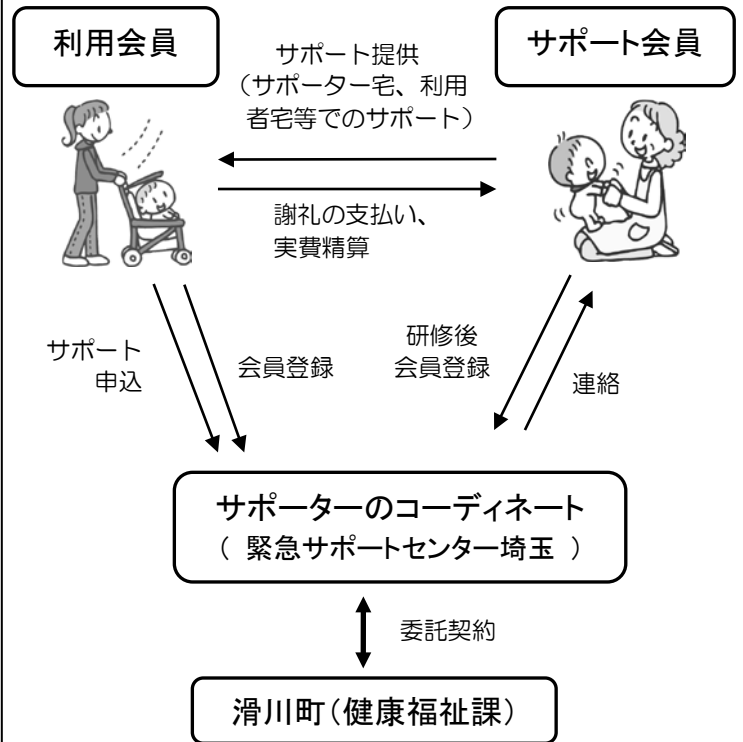 利用会員
サポート会員
サポート提供
（サポーター宅、利用
者宅等でのサポート）
謝礼の支払い、
実費精算
サポート
申込
会員登録
研修後
会員登録
連絡
サポーターのコーディネート
（ 緊急サポートセンター埼玉 ）
委託契約
滑川町（健康福祉課）